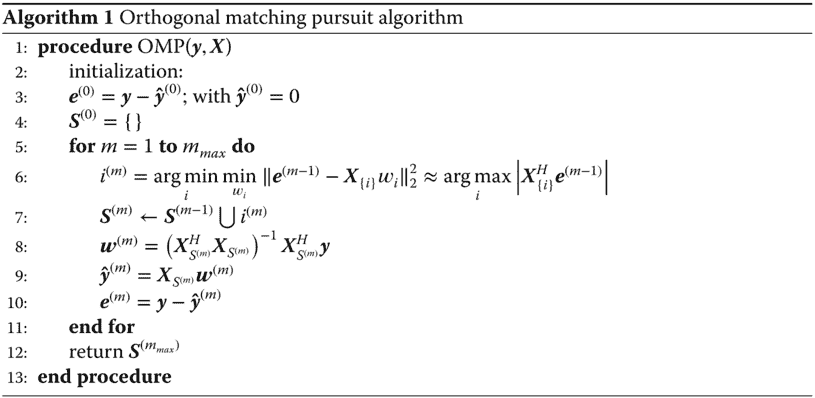 Algorithm 1 Orthogonal matching pursuit algorithm
1: procedure OMP(y, X)
2: initialization:
3: e^(0) = y − ŷ^(0); with ŷ^(0) = 0
4: S^(0) = { }
5: for m = 1 to m_max do
6: i^(m) = arg min_i min_{w_i} ‖e^(m−1) − X_{i} w_i‖₂² ≈ arg max_i |X_{i}^H e^(m−1)|
7: S^(m) ← S^(m−1) ⋃ i^(m)
8: w^(m) = (X_{S^(m)}^H X_{S^(m)})^−1 X_{S^(m)}^H y
9: ŷ^(m) = X_{S^(m)} w^(m)
10: e^(m) = y − ŷ^(m)
11: end for
12: return S^(m_max)
13: end procedure